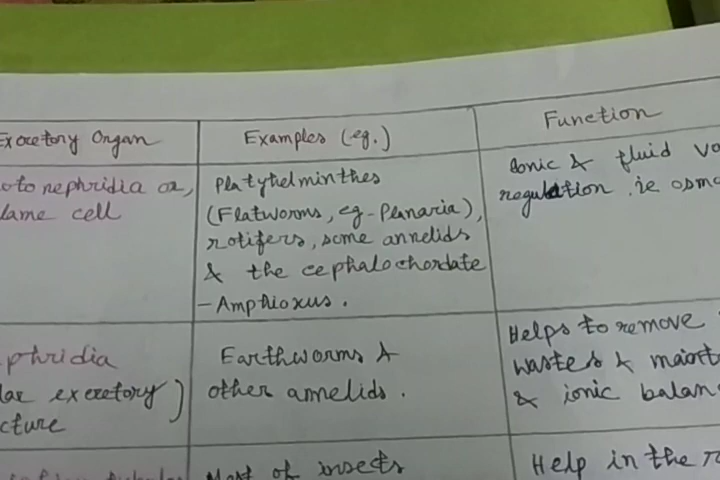 Excretory Organ Examples (eg.) Function
otonephridia or, Platyhelminthes Ionic & fluid vo
lame cell (Flatworms, eg-Planaria), regulation ie osmo
rotifers, some annelids
& the cephalochordate
- Amphioxus.
phridia Earthworms & Helps to remove
lar excretory) other annelids. wastes & maint
cture & ionic balan
Most of insects Help in the r